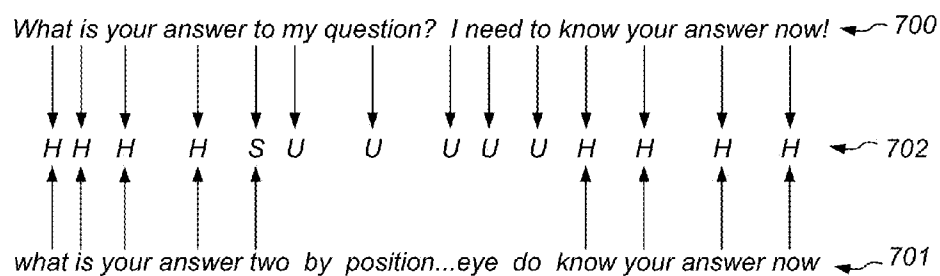 What is your answer to my question? I need to know your answer now! 700
H H H H S U U U U U H H H H 702
what is your answer two by position...eye do know your answer now 701